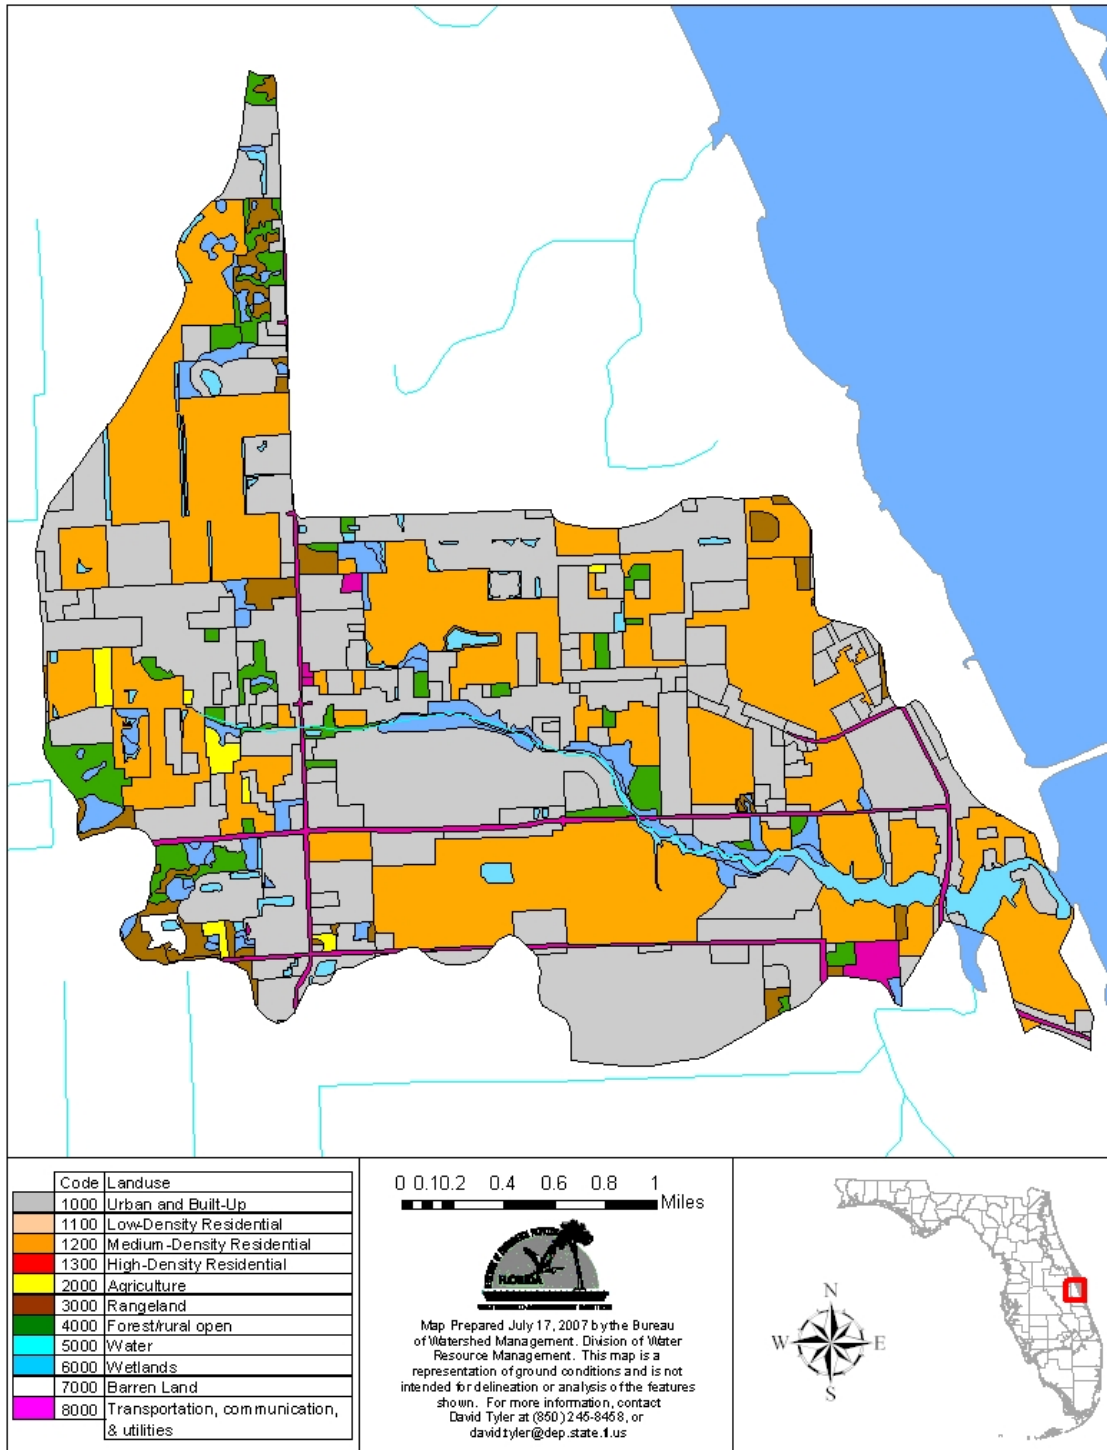 Code Landuse
1000 Urban and Built-Up
1100 Low-Density Residential
1200 Medium-Density Residential
1300 High-Density Residential
2000 Agriculture
3000 Rangeland
4000 Forest/rural open
5000 Water
6000 Wetlands
7000 Barren Land
8000 Transportation, communication,
& utilities
0 0.1 0.2 0.4 0.6 0.8 1
Miles
FLORIDA
Map Prepared July 17, 2007 by the Bureau
of Watershed Management. Division of Water
Resource Management. This map is a
representation of ground conditions and is not
intended for delineation or analysis of the features
shown. For more information, contact
David Tyler at (850) 245-8458, or
david.tyler@dep.state.fl.us
N
W E
S